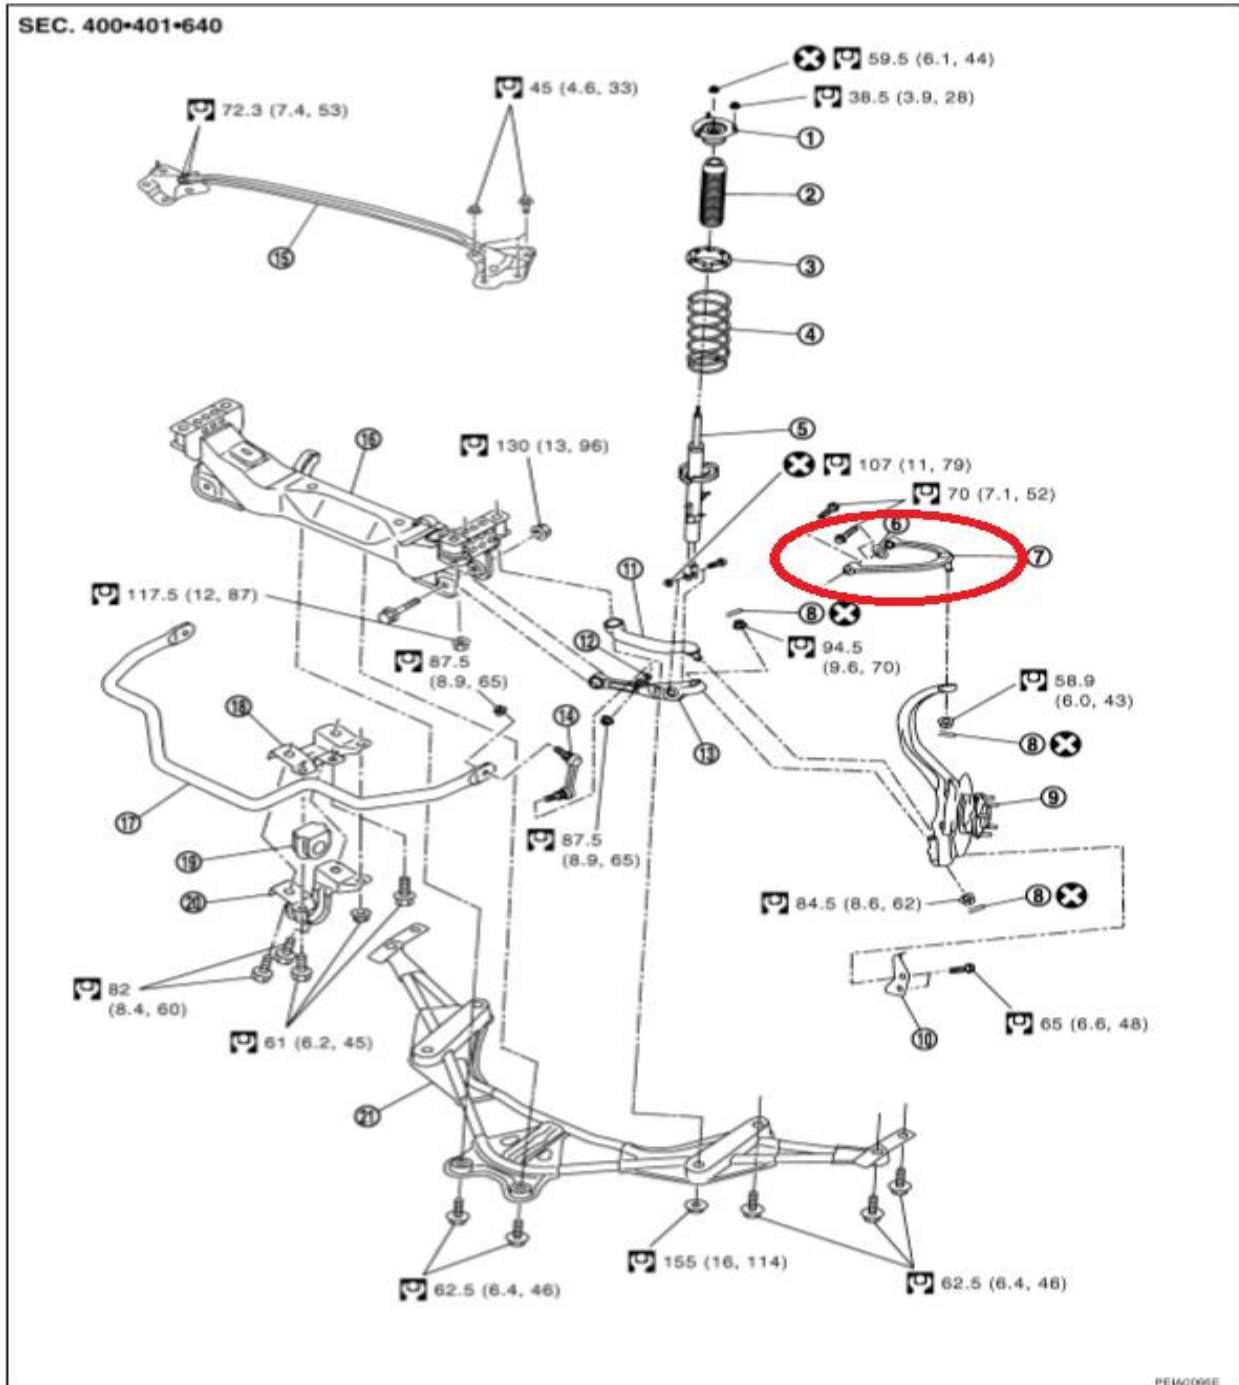 SEC. 400•401•640
59.5 (6.1, 44)
45 (4.6, 33)
38.5 (3.9, 28)
72.3 (7.4, 53)
1
2
15
3
4
5
16
130 (13, 96)
107 (11, 79)
70 (7.1, 52)
6
7
11
117.5 (12, 87)
8
12
94.5
(9.6, 70)
87.5
(8.9, 65)
58.9
(6.0, 43)
18
14
13
8
9
17
87.5
(8.9, 65)
19
20
84.5 (8.6, 62)
8
82
(8.4, 60)
65 (6.6, 48)
61 (6.2, 45)
10
21
155 (16, 114)
62.5 (6.4, 46)
62.5 (6.4, 46)
PEIA0066E